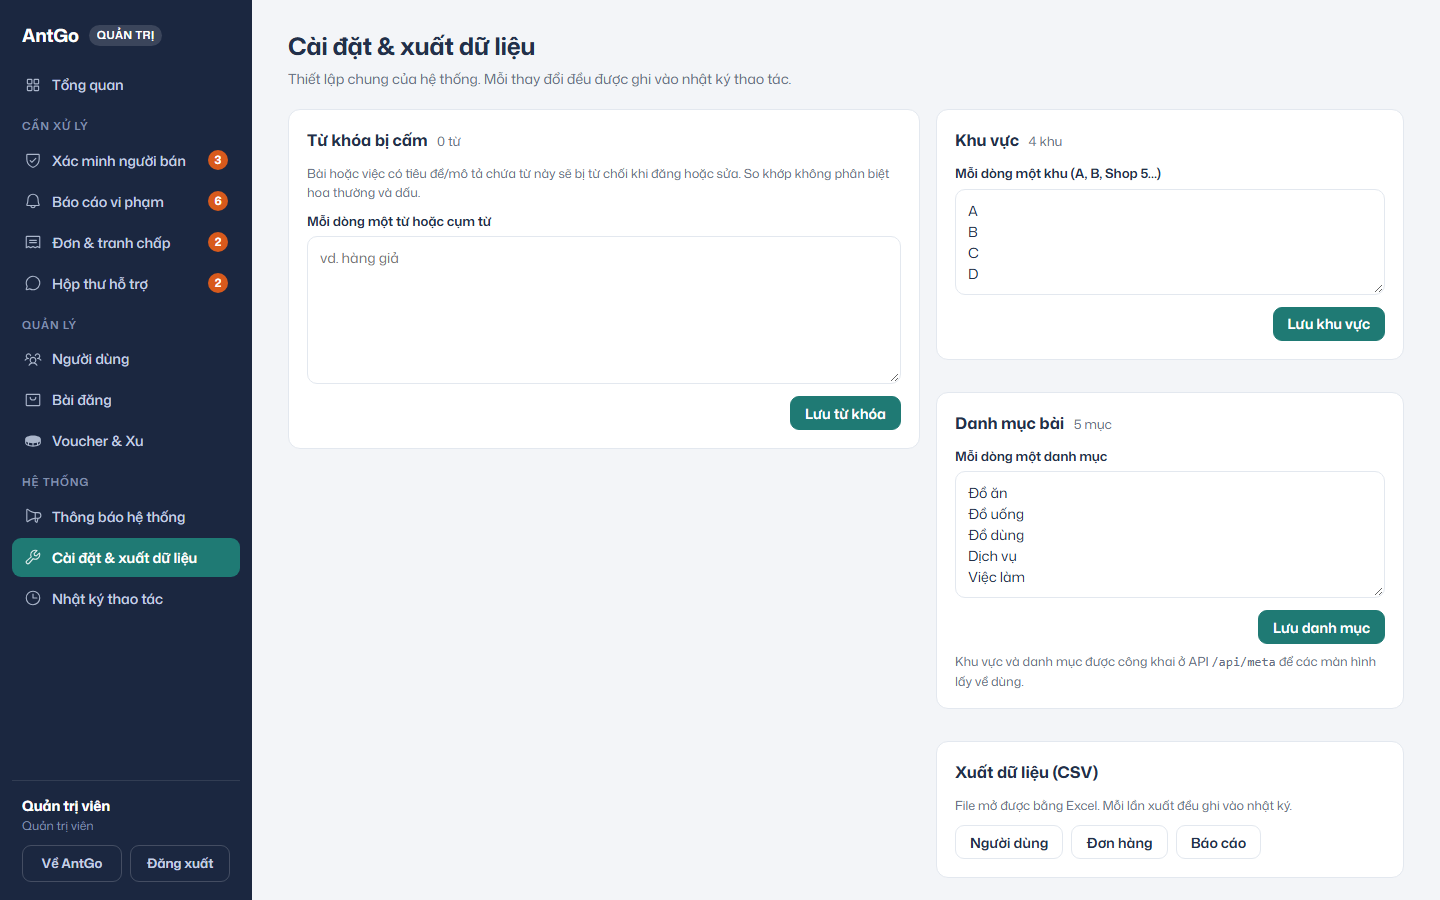 AntGo QUẢN TRỊ
Tổng quan
CẦN XỬ LÝ
Xác minh người bán 3
Báo cáo vi phạm 6
Đơn & tranh chấp 2
Hộp thư hỗ trợ 2
QUẢN LÝ
Người dùng
Bài đăng
Voucher & Xu
HỆ THỐNG
Thông báo hệ thống
Cài đặt & xuất dữ liệu
Nhật ký thao tác
Quản trị viên
Quản trị viên
Về AntGo
Đăng xuất
Cài đặt & xuất dữ liệu
Thiết lập chung của hệ thống. Mỗi thay đổi đều được ghi vào nhật ký thao tác.
Từ khóa bị cấm 0 từ
Bài hoặc việc có tiêu đề/mô tả chứa từ này sẽ bị từ chối khi đăng hoặc sửa. So khớp không phân biệt
hoa thường và dấu.
Mỗi dòng một từ hoặc cụm từ
vd. hàng giả
Lưu từ khóa
Khu vực 4 khu
Mỗi dòng một khu (A, B, Shop 5...)
A
B
C
D
Lưu khu vực
Danh mục bài 5 mục
Mỗi dòng một danh mục
Đồ ăn
Đồ uống
Đồ dùng
Dịch vụ
Việc làm
Lưu danh mục
Khu vực và danh mục được công khai ở API /api/meta để các màn hình
lấy về dùng.
Xuất dữ liệu (CSV)
File mở được bằng Excel. Mỗi lần xuất đều ghi vào nhật ký.
Người dùng
Đơn hàng
Báo cáo